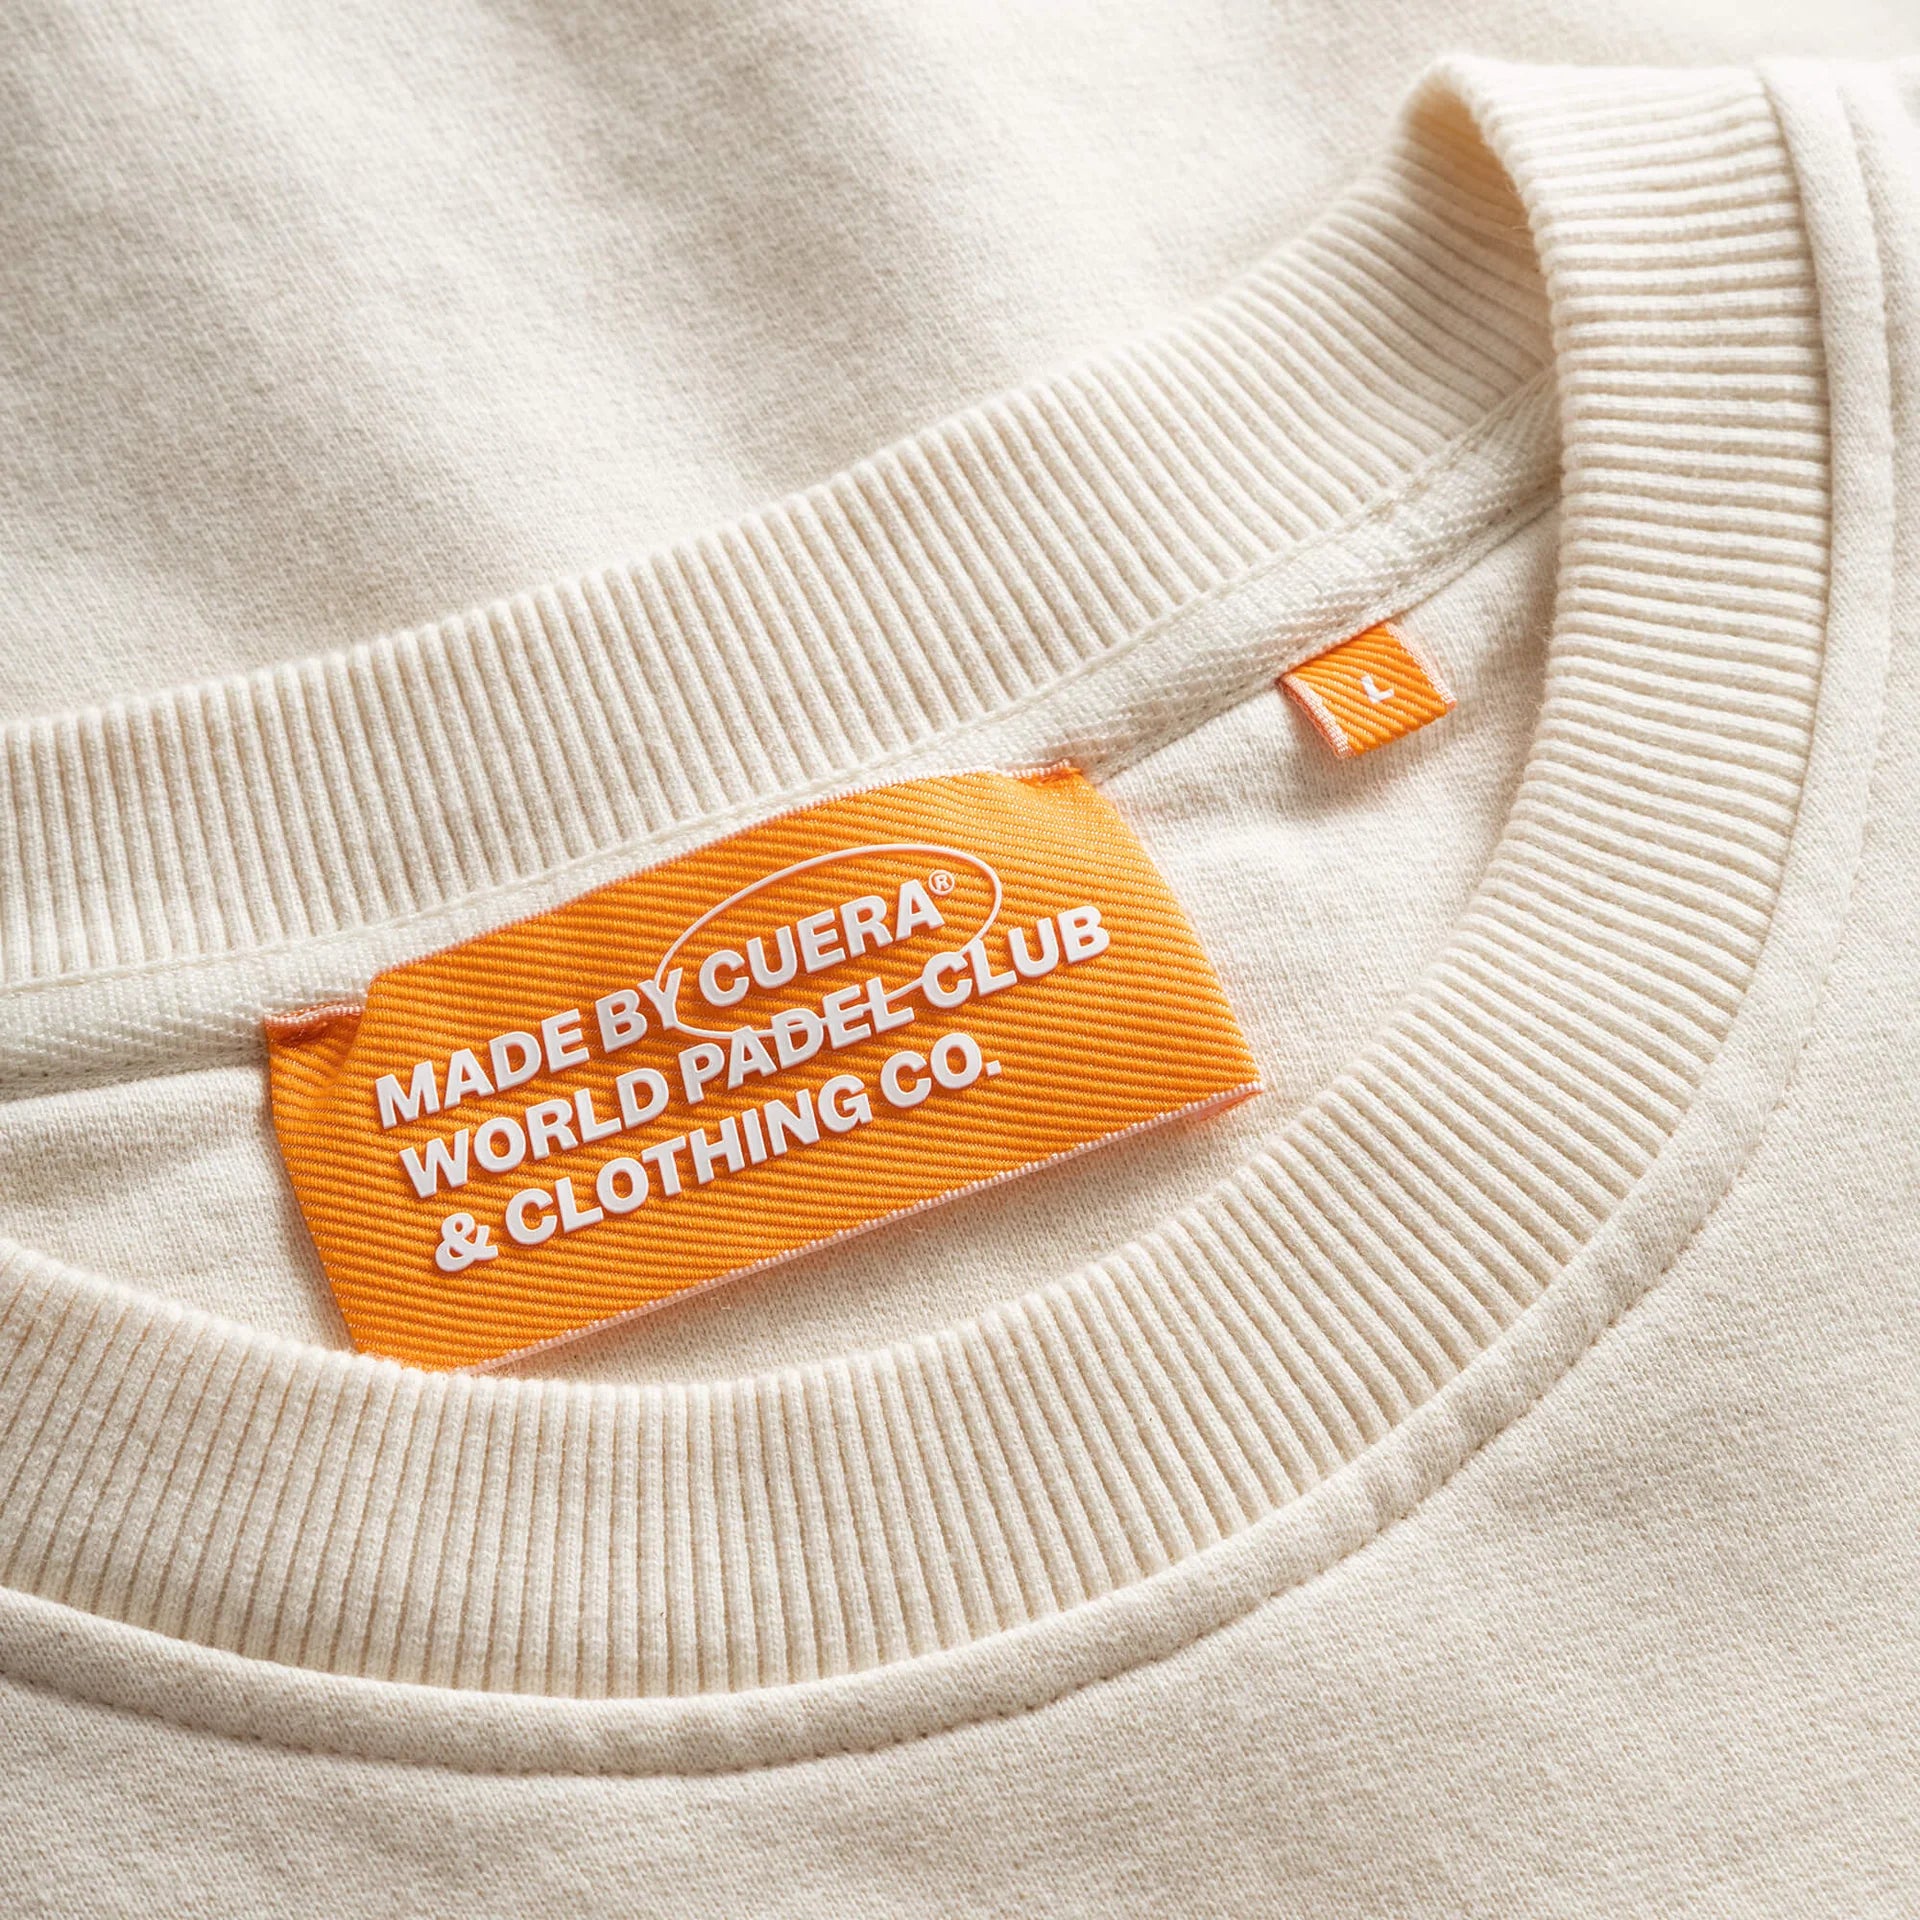 MADE BY CUERA®
WORLD PADEL CLUB
& CLOTHING CO.
L